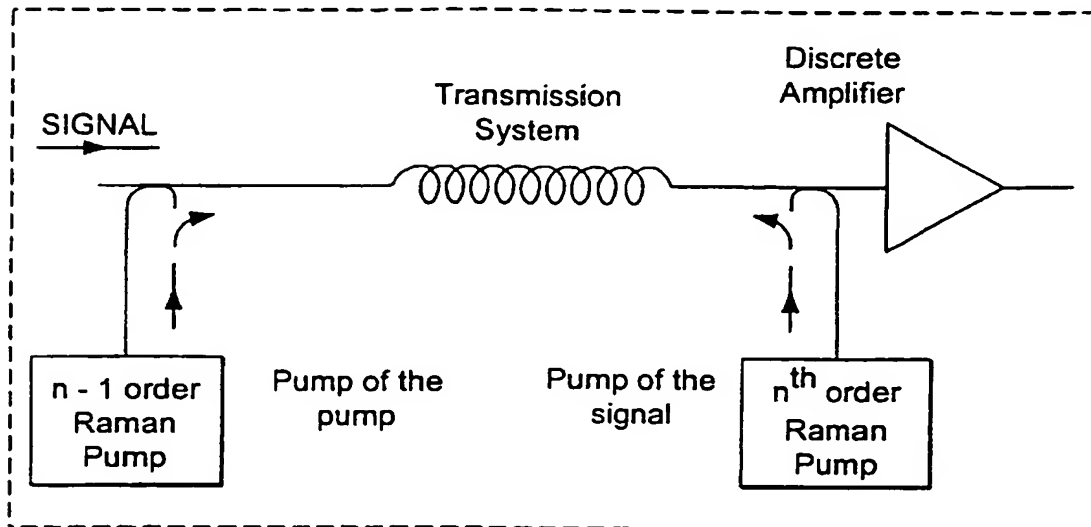 Discrete
Amplifier
Transmission
System
SIGNAL
n - 1 order
Raman
Pump
Pump of the
pump
Pump of the
signal
nth order
Raman
Pump